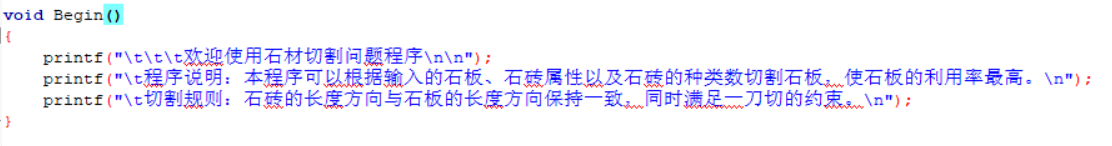 void Begin()
{
    printf("\t\t\t欢迎使用石材切割问题程序\n\n");
    printf("\t程序说明：本程序可以根据输入的石板、石砖属性以及石砖的种类数切割石板，使石板的利用率最高。\n");
    printf("\t切割规则：石砖的长度方向与石板的长度方向保持一致，同时满足一刀切的约束。\n");
}